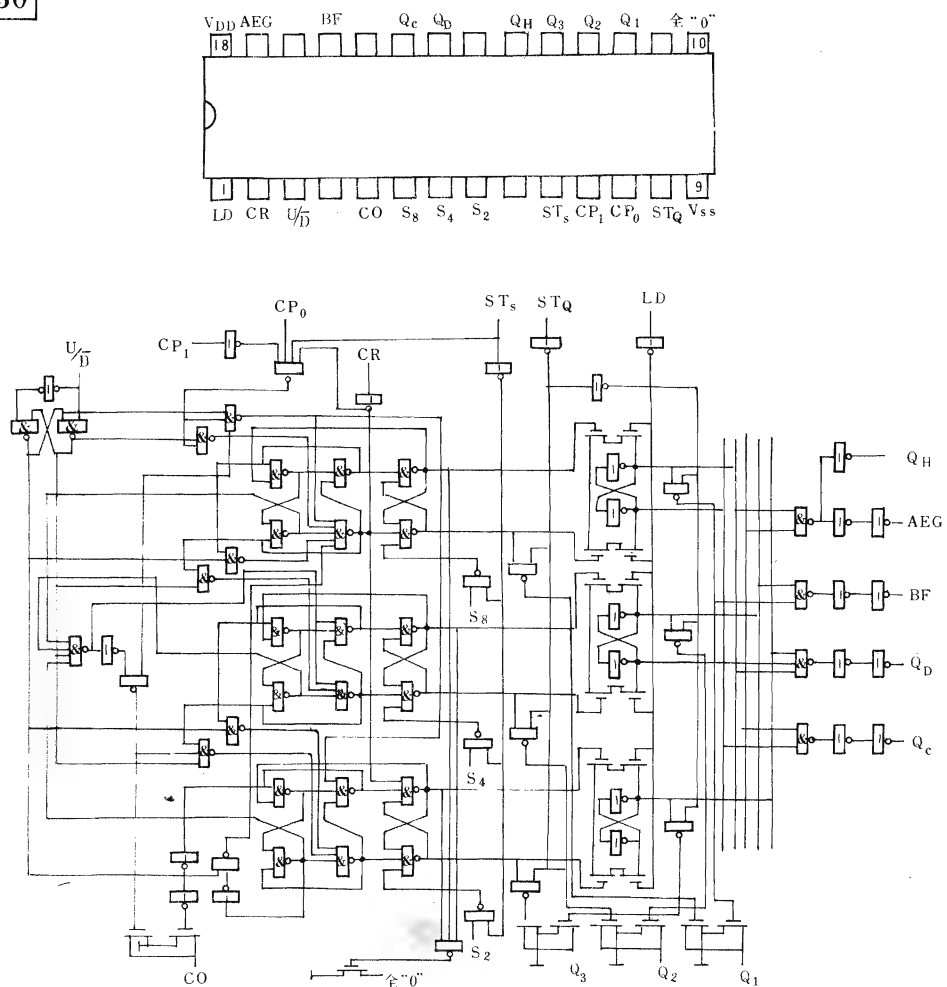 V_DD AEG BF Q_c Q_D Q_H Q_3 Q_2 Q_1 全 "0"
18 10
1 9
LD CR U/D̅ CO S_8 S_4 S_2 ST_s CP_1 CP_0 ST_Q V_ss
CP_0 ST_s ST_Q LD
CP_1
U/D̅ CR
Q_H
AEG
BF
Q_D
Q_c
S_8
S_4
S_2
CO 全 "0" Q_3 Q_2 Q_1
& & & & & & & & & & & & & & & & & & & & & & & & & & & & & & &